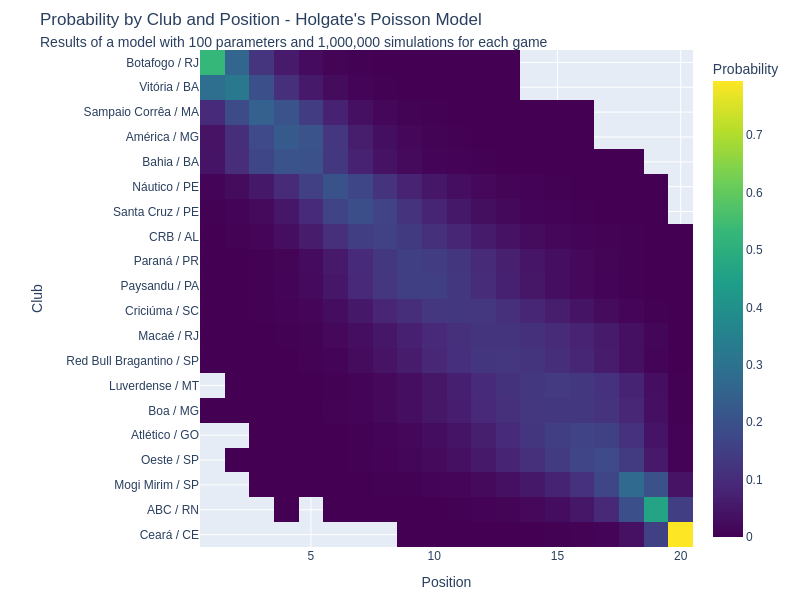 Probability by Club and Position - Holgate's Poisson Model
Results of a model with 100 parameters and 1,000,000 simulations for each game
Probability
Botafogo / RJ
Vitória / BA
Sampaio Corrêa / MA
América / MG
Bahia / BA
Náutico / PE
Santa Cruz / PE
CRB / AL
Paraná / PR
Paysandu / PA
Criciúma / SC
Macaé / RJ
Red Bull Bragantino / SP
Luverdense / MT
Boa / MG
Atlético / GO
Oeste / SP
Mogi Mirim / SP
ABC / RN
Ceará / CE
Club
5
10
15
20
Position
0.7
0.6
0.5
0.4
0.3
0.2
0.1
0